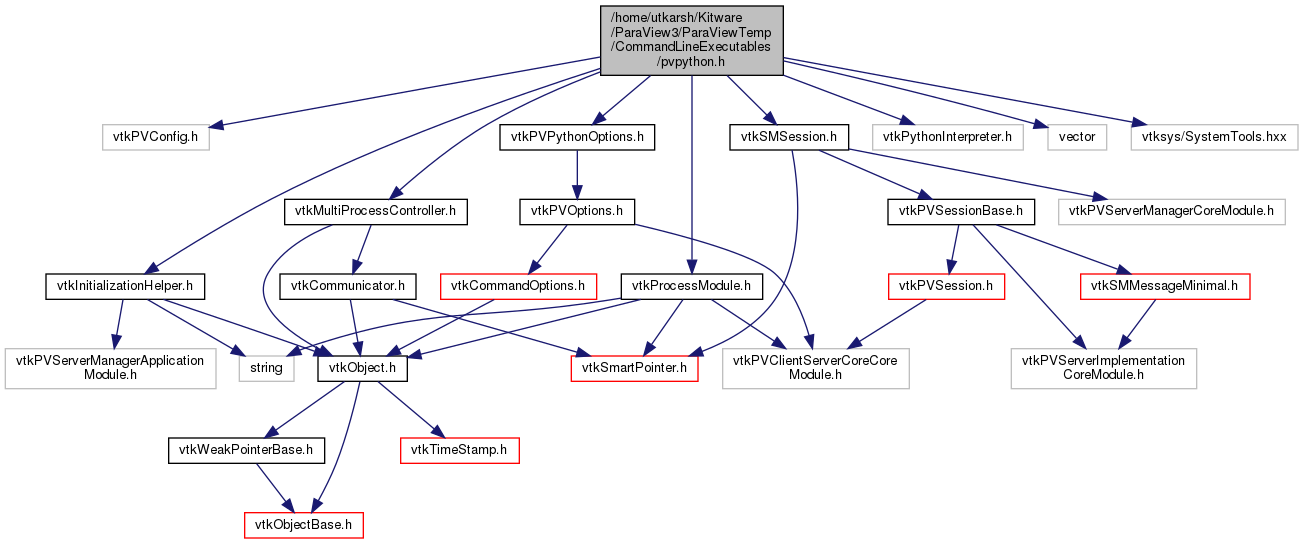 /home/utkarsh/Kitware
/ParaView3/ParaViewTemp
/CommandLineExecutables
/pvpython.h
vtkPVConfig.h
vtkPVPythonOptions.h
vtkSMSession.h
vtkPythonInterpreter.h
vector
vtksys/SystemTools.hxx
vtkMultiProcessController.h
vtkPVOptions.h
vtkPVSessionBase.h
vtkPVServerManagerCoreModule.h
vtkInitializationHelper.h
vtkCommunicator.h
vtkCommandOptions.h
vtkProcessModule.h
vtkPVSession.h
vtkSMMessageMinimal.h
vtkPVServerManagerApplication
Module.h
string
vtkObject.h
vtkSmartPointer.h
vtkPVClientServerCoreCore
Module.h
vtkPVServerImplementation
CoreModule.h
vtkWeakPointerBase.h
vtkTimeStamp.h
vtkObjectBase.h